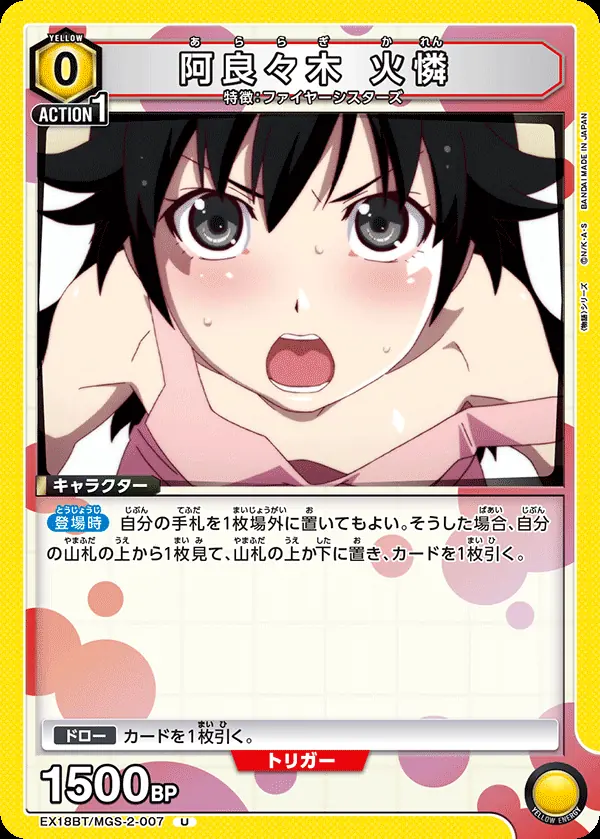 YELLOW
0
ACTION 1
あららぎ かれん
阿良々木 火憐
特徴：ファイヤーシスターズ
BANDAI MADE IN JAPAN
©N/K・A・S
〈物語〉シリーズ
キャラクター
とうじょうじ じぶん てふだ まいじょうがい お ばあい じぶん
登場時 自分の手札を1枚場外に置いてもよい。そうした場合、自分
やまふだ うえ まい み やまふだ うえ した お まい ひ
の山札の上から1枚見て、山札の上か下に置き、カードを1枚引く。
まい ひ
ドロー カードを1枚引く。
トリガー
1500BP
EX18BT/MGS-2-007 U
YELLOW ENERGY